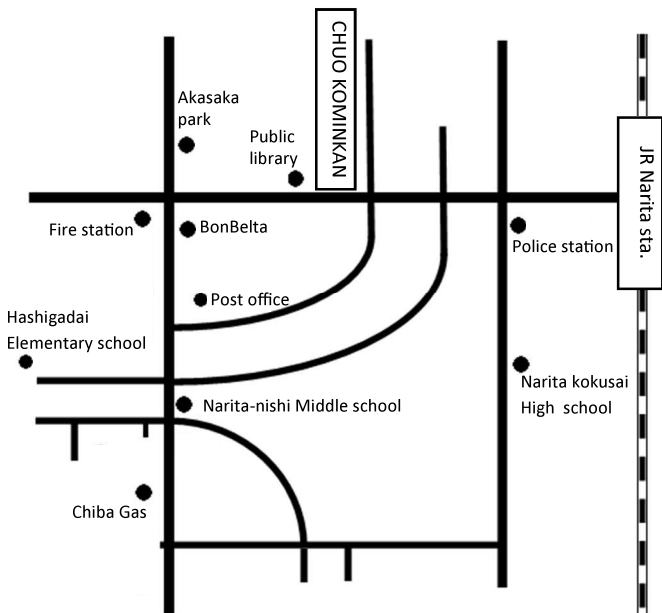 CHUO KOMINKAN
Akasaka
park
Public
library
JR Narita sta.
Fire station
BonBelta
Police station
Post office
Hashigadai
Elementary school
Narita kokusai
High school
Narita-nishi Middle school
Chiba Gas